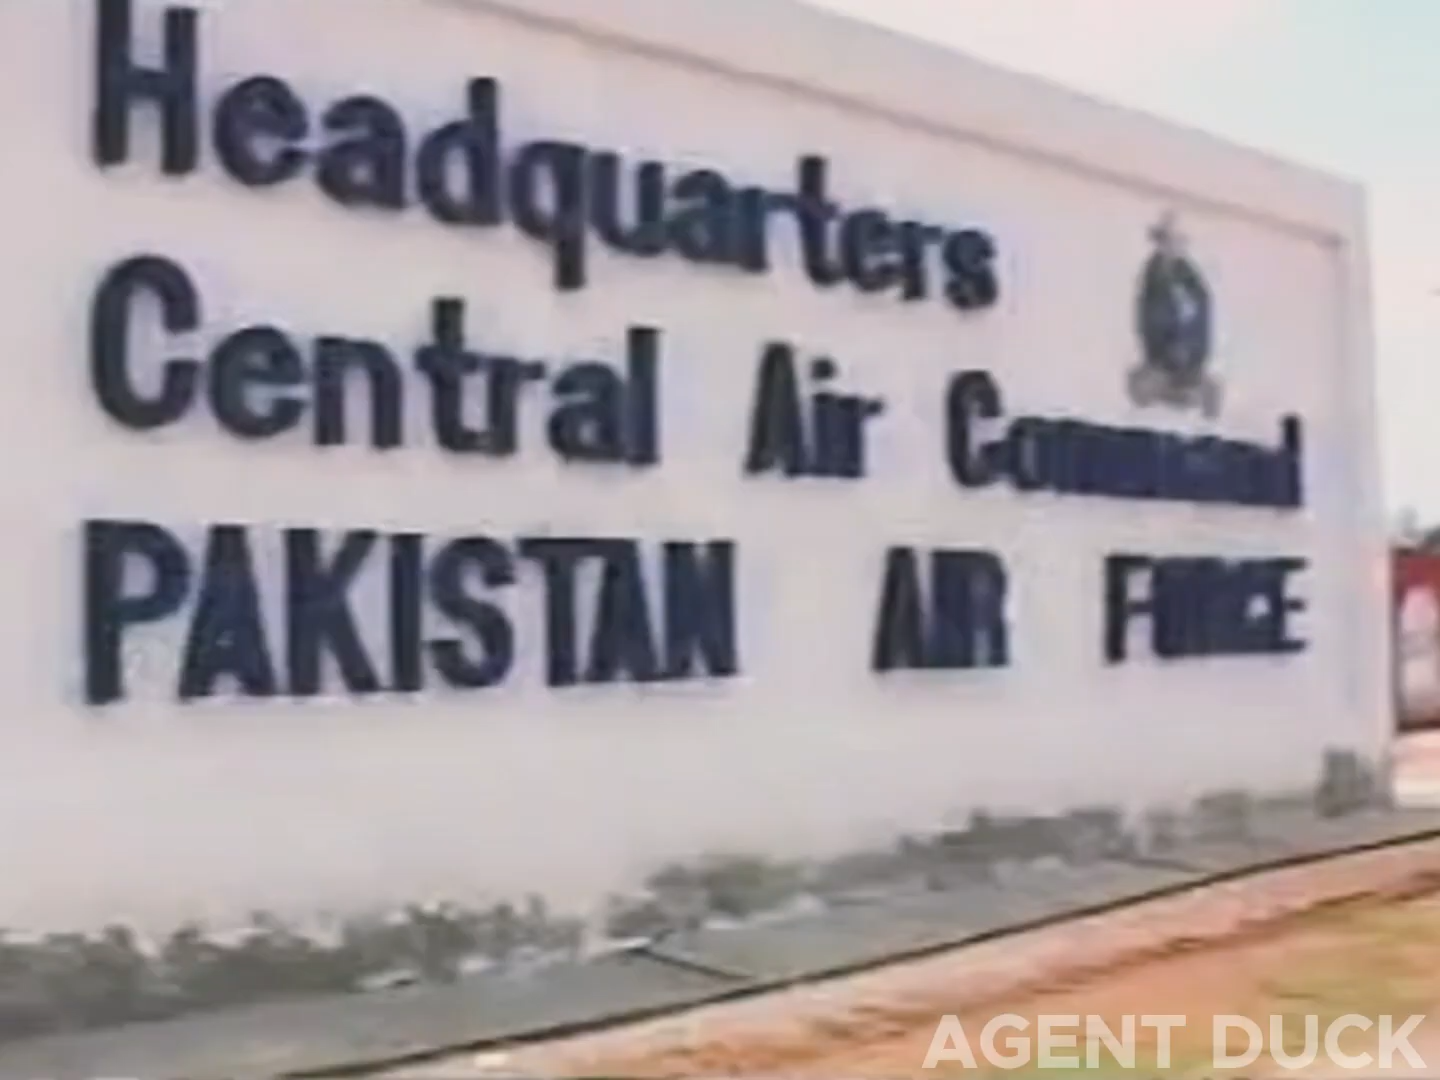 Headquarters
Central Air Command
PAKISTAN AIR FORCE
AGENT DUCK